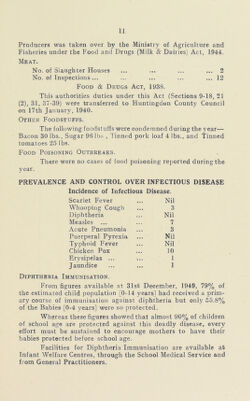 11
Producers was taken over by the Ministry of Agriculture and
Fisheries under the Food and Drugs (Milk & Dairies) Act, 1944.
MEAT.
No. of Slaughter Houses ... ... ... ... 2
No. of Inspections ... ... ... ... ... 12
FOOD & DRUGS ACT, 1938.
This authorities duties under this Act (Sections 9-18, 21
(2), 31, 37-39) were transferred to Huntingdon County Council
on 17th January, 1940.
OTHER FOODSTUFFS.
The following foodstuffs were condemned during the year—
Bacon 30 lbs., Sugar 96 lbs., Tinned pork loaf 4 lbs., and Tinned
tomatoes 25 lbs.
FOOD POISONING OUTBREAKS.
There were no cases of food poisoning reported during the
year.
PREVALENCE AND CONTROL OVER INFECTIOUS DISEASE
Incidence of Infectious Disease.
Scarlet Fever ... Nil
Whooping Cough ... 3
Diphtheria ... Nil
Measles ... ... 7
Acute Pneumonia ... 3
Puerperal Pyrexia ... Nil
Typhoid Fever ... Nil
Chicken Pox ... 10
Erysipelas ... ... 1
Jaundice ... ... 1
DIPHTHERIA IMMUNISATION.
From figures available at 31st December, 1949, 79% of
the estimated child population (0-14 years) had received a prim-
ary course of immunisation against diphtheria but only 55.8%
of the Babies (0-4 years) were so protected.
Whereas these figures showed that almost 90% of children
of school age are protected against this deadly disease, every
effort must be sustained to encourage mothers to have their
babies protected before school age.
Facilities for Diphtheria Immunisation are available at
Infant Welfare Centres, through the School Medical Service and
from General Practitioners.